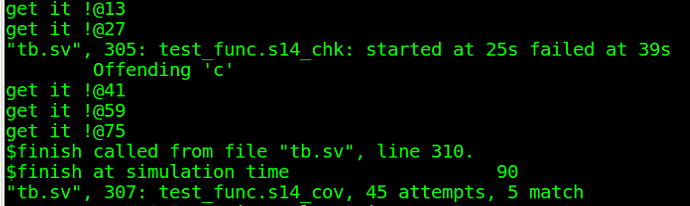 get it !@13
get it !@27
"tb.sv", 305: test_func.s14_chk: started at 25s failed at 39s
Offending 'c'
get it !@41
get it !@59
get it !@75
$finish called from file "tb.sv", line 310.
$finish at simulation time 90
"tb.sv", 307: test_func.s14_cov, 45 attempts, 5 match